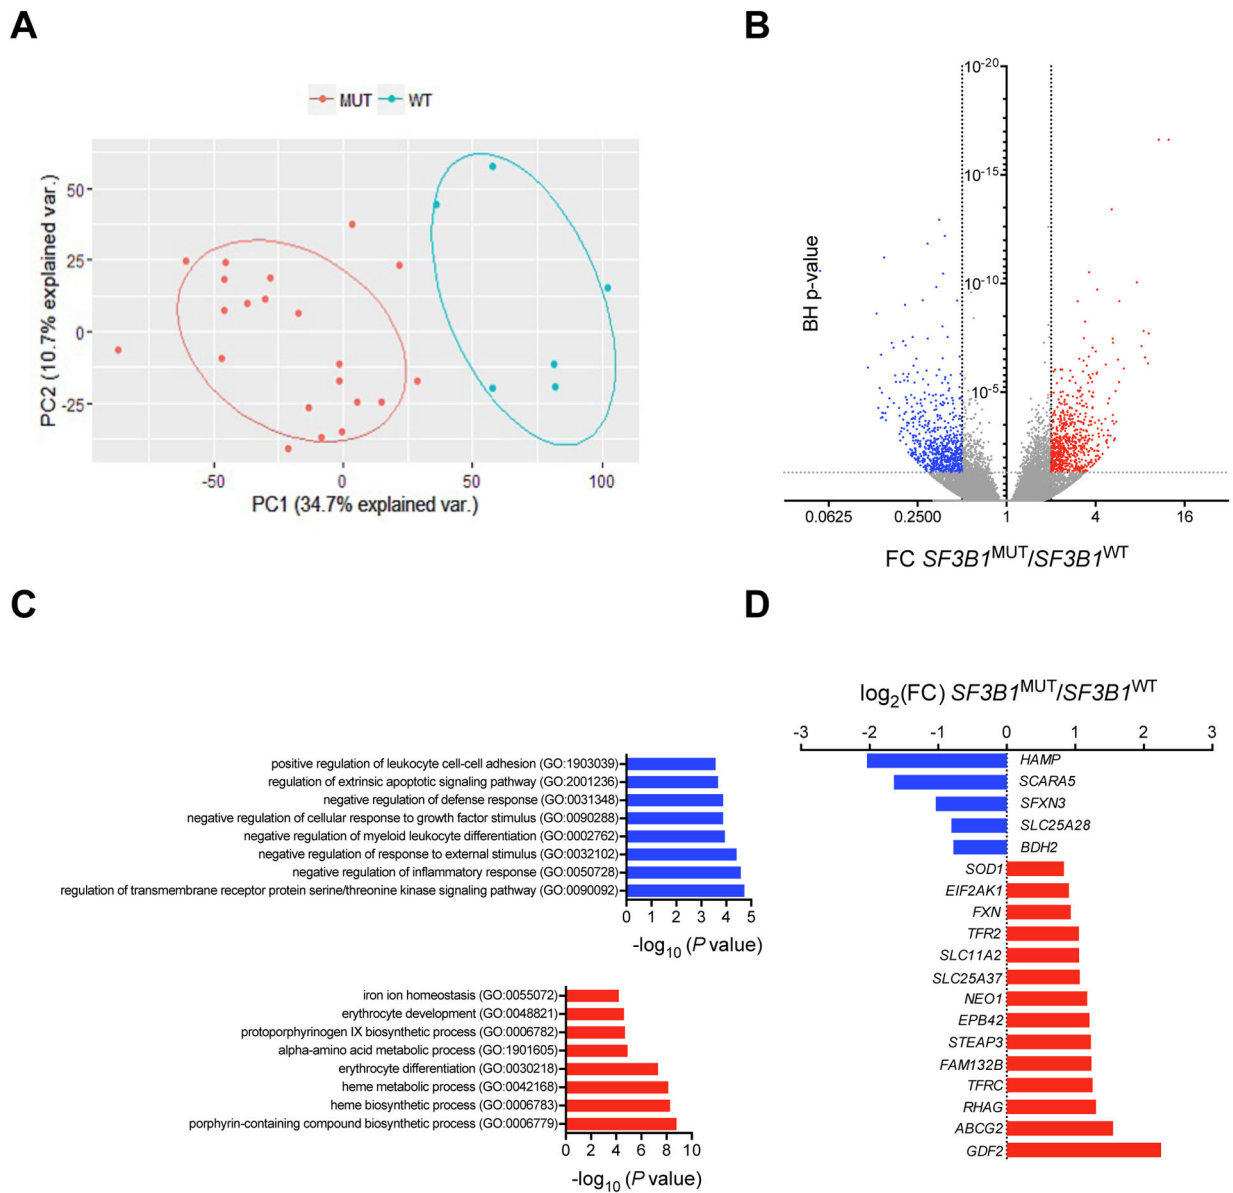 A
MUT WT
PC2 (10.7% explained var.)
50
25
0
-25
-50 0 50 100
PC1 (34.7% explained var.)
B
BH p-value
10-20
10-15
10-10
10-5
0.0625 0.2500 1 4 16
FC SF3B1MUT/SF3B1WT
C
positive regulation of leukocyte cell-cell adhesion (GO:1903039)
regulation of extrinsic apoptotic signaling pathway (GO:2001236)
negative regulation of defense response (GO:0031348)
negative regulation of cellular response to growth factor stimulus (GO:0090288)
negative regulation of myeloid leukocyte differentiation (GO:0002762)
negative regulation of response to external stimulus (GO:0032102)
negative regulation of inflammatory response (GO:0050728)
regulation of transmembrane receptor protein serine/threonine kinase signaling pathway (GO:0090092)
0 1 2 3 4 5
-log10 (P value)
iron ion homeostasis (GO:0055072)
erythrocyte development (GO:0048821)
protoporphyrinogen IX biosynthetic process (GO:0006782)
alpha-amino acid metabolic process (GO:1901605)
erythrocyte differentiation (GO:0030218)
heme metabolic process (GO:0042168)
heme biosynthetic process (GO:0006783)
porphyrin-containing compound biosynthetic process (GO:0006779)
0 2 4 6 8 10
-log10 (P value)
D
log2(FC) SF3B1MUT/SF3B1WT
-3 -2 -1 0 1 2 3
HAMP
SCARA5
SFXN3
SLC25A28
BDH2
SOD1
EIF2AK1
FXN
TFR2
SLC11A2
SLC25A37
NEO1
EPB42
STEAP3
FAM132B
TFRC
RHAG
ABCG2
GDF2